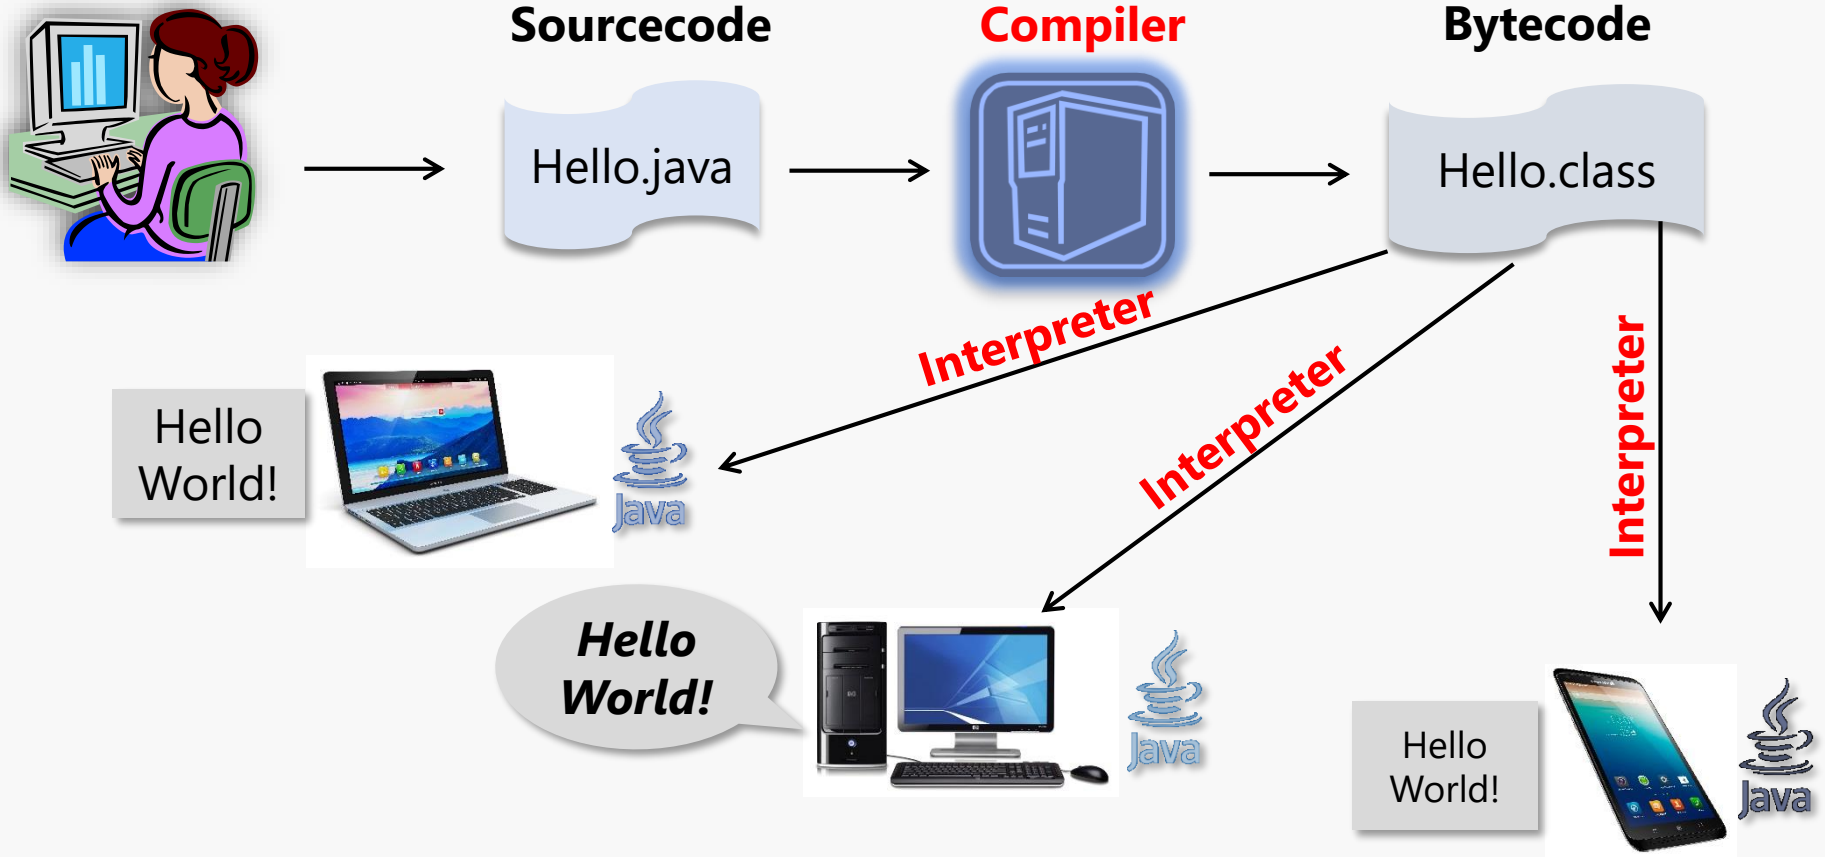 Sourcecode
Compiler
Bytecode
Hello.java
Hello.class
Interpreter
Interpreter
Interpreter
Hello
World!
Java
Hello
World!
Java
Hello
World!
Java